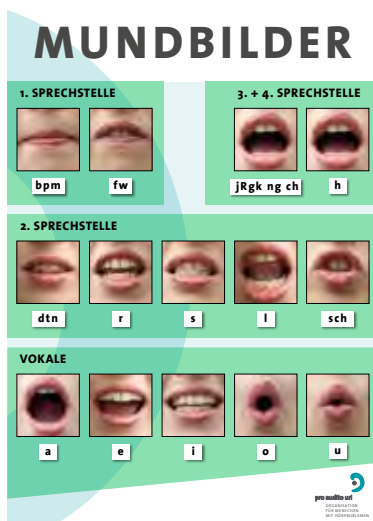 MUNDBILDER
1. SPRECHSTELLE
bpm
fw
3. + 4. SPRECHSTELLE
jRgk ng ch
h
2. SPRECHSTELLE
dtn
r
s
l
sch
VOKALE
a
e
i
o
u
pro audito uri
ORGANISATION
FÜR MENSCHEN
MIT HÖRPROBLEMEN